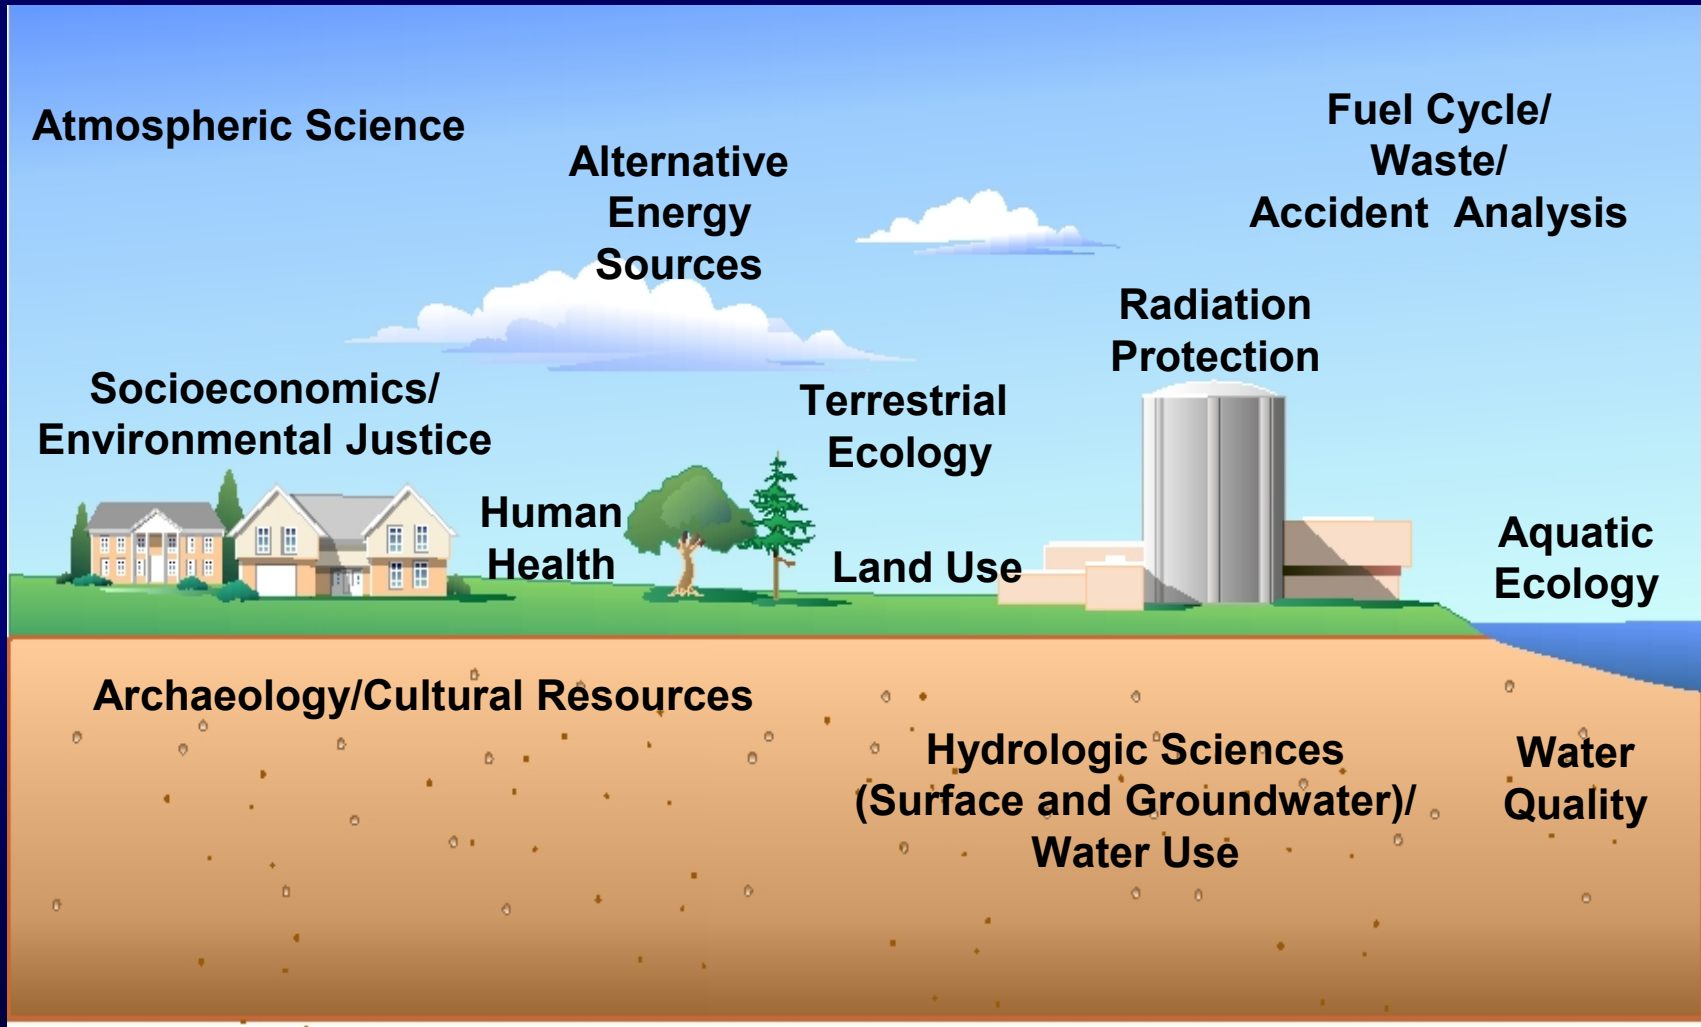 Atmospheric Science
Alternative
Energy
Sources
Fuel Cycle/
Waste/
Accident Analysis
Radiation
Protection
Socioeconomics/
Environmental Justice
Terrestrial
Ecology
Human
Health
Land Use
Aquatic
Ecology
Archaeology/Cultural Resources
Hydrologic Sciences
(Surface and Groundwater)/
Water Use
Water
Quality